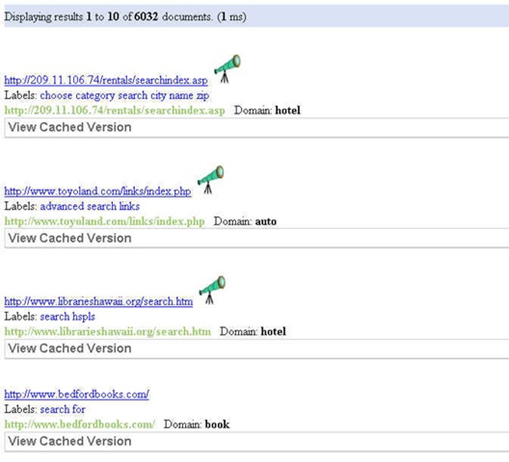 Displaying results 1 to 10 of 6032 documents. (1 ms)
http://209.11.106.74/rentals/searchindex.asp
Labels: choose category search city name zip
http://209.11.106.74/rentals/searchindex.asp Domain: hotel
View Cached Version
http://www.toyoland.com/links/index.php
Labels: advanced search links
http://www.toyoland.com/links/index.php Domain: auto
View Cached Version
http://www.librarieshawaii.org/search.htm
Labels: search hspls
http://www.librarieshawaii.org/search.htm Domain: hotel
View Cached Version
http://www.bedfordbooks.com/
Labels: search for
http://www.bedfordbooks.com/ Domain: book
View Cached Version